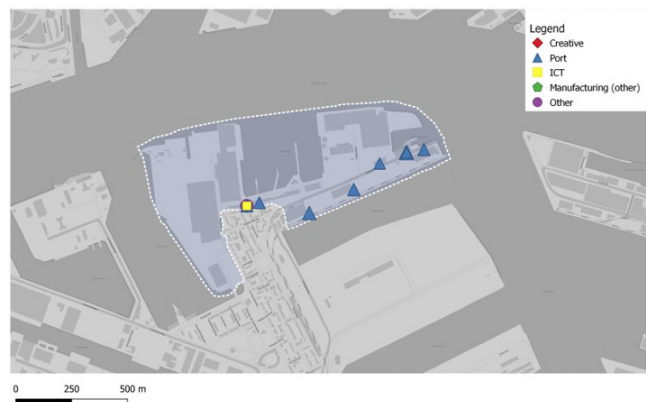 Legend
Creative
Port
ICT
Manufacturing (other)
Other
0 250 500 m